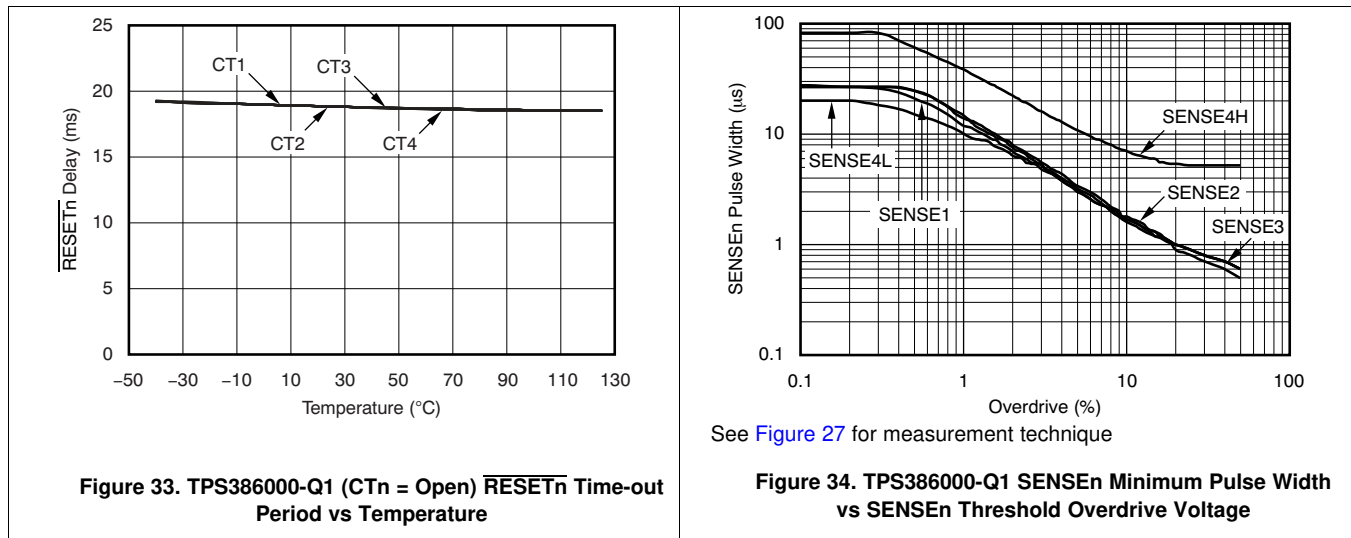 25
20
15
10
5
0
RESETn Delay (ms)
CT1
CT3
CT2
CT4
−50 −30 −10 10 30 50 70 90 110 130
Temperature (°C)
Figure 33. TPS386000-Q1 (CTn = Open) RESETn Time-out
Period vs Temperature
100
10
1
0.1
SENSEn Pulse Width (µs)
SENSE4H
SENSE4L
SENSE1
SENSE2
SENSE3
0.1 1 10 100
Overdrive (%)
See Figure 27 for measurement technique
Figure 34. TPS386000-Q1 SENSEn Minimum Pulse Width
vs SENSEn Threshold Overdrive Voltage